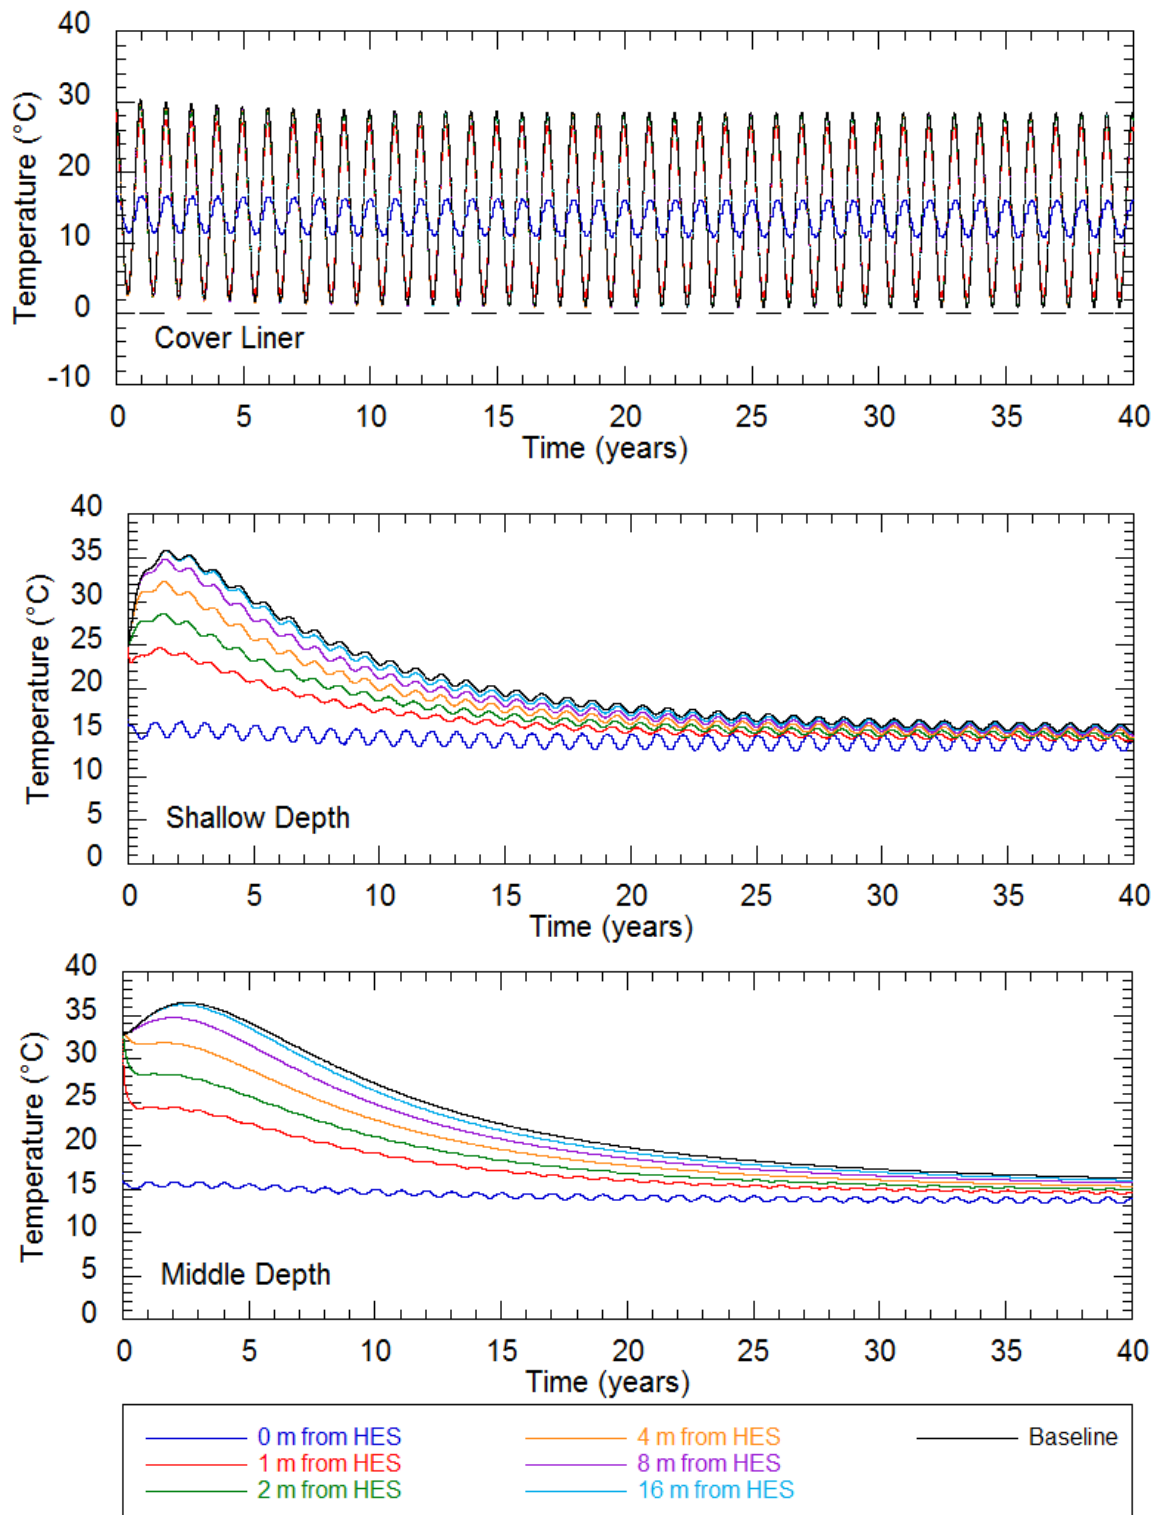 40
30
20
10
0
-10
Temperature (°C)
Cover Liner
0 5 10 15 20 25 30 35 40
Time (years)
40
35
30
25
20
15
10
5
0
Temperature (°C)
Shallow Depth
0 5 10 15 20 25 30 35 40
Time (years)
40
35
30
25
20
15
10
5
0
Temperature (°C)
Middle Depth
0 5 10 15 20 25 30 35 40
Time (years)
0 m from HES 4 m from HES Baseline
1 m from HES 8 m from HES
2 m from HES 16 m from HES